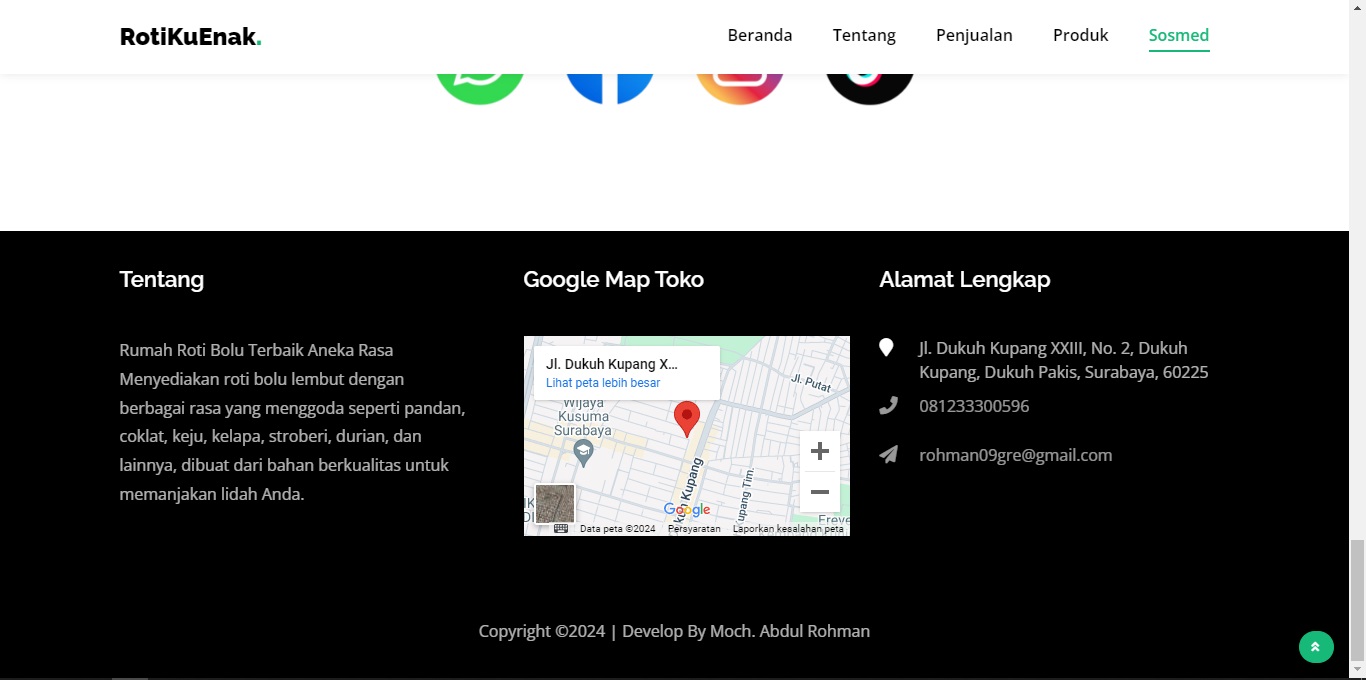 RotiKuEnak.
Beranda
Tentang
Penjualan
Produk
Sosmed
Tentang
Rumah Roti Bolu Terbaik Aneka Rasa
Menyediakan roti bolu lembut dengan
berbagai rasa yang menggoda seperti pandan,
coklat, keju, kelapa, stroberi, durian, dan
lainnya, dibuat dari bahan berkualitas untuk
memanjakan lidah Anda.
Google Map Toko
Jl. Dukuh Kupang X...
Lihat peta lebih besar
Wijaya
Kusuma
Surabaya
Jl. Putat
Kupang
Kupang Tim.
Google
Data peta ©2024
Persyaratan
Laporkan kesalahan peta
Alamat Lengkap
Jl. Dukuh Kupang XXIII, No. 2, Dukuh
Kupang, Dukuh Pakis, Surabaya, 60225
081233300596
rohman09gre@gmail.com
Copyright ©2024 | Develop By Moch. Abdul Rohman